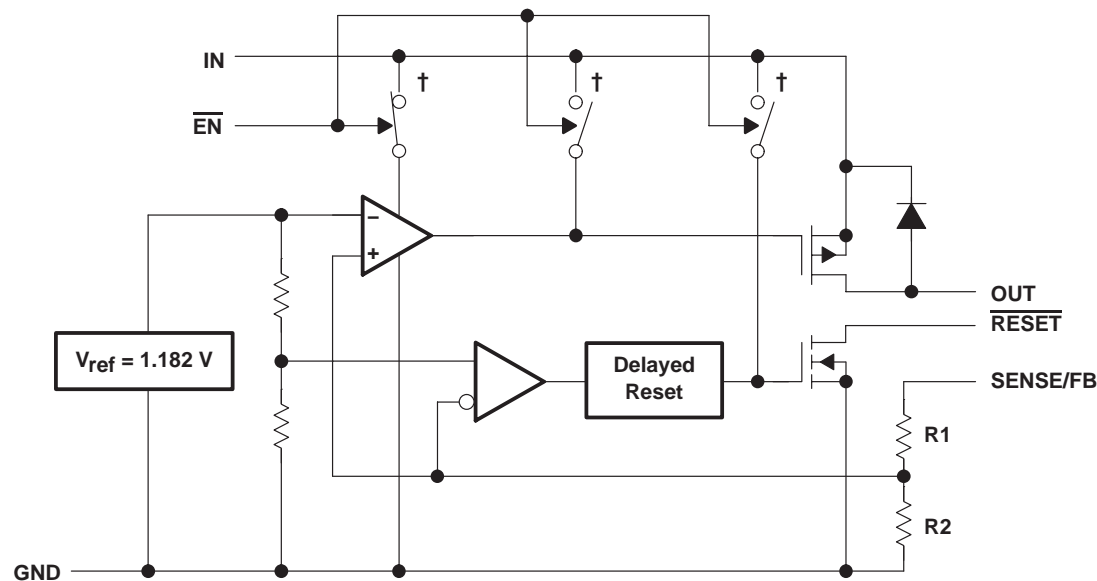 IN
†
†
†
EN
−
+
OUT
RESET
Vref = 1.182 V
Delayed
Reset
SENSE/FB
R1
R2
GND